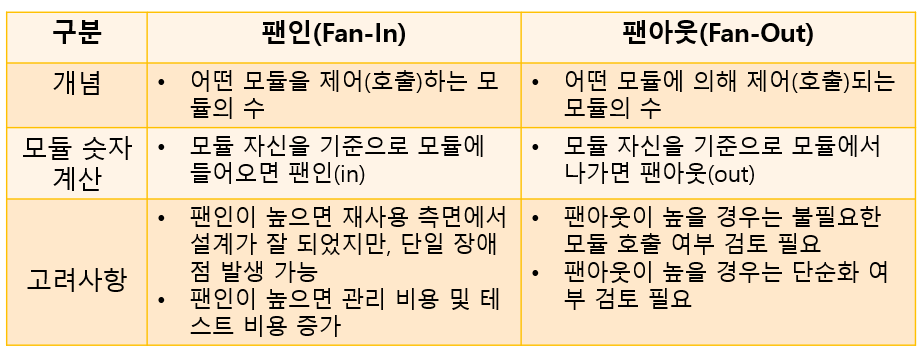 구분
팬인(Fan-In)
팬아웃(Fan-Out)
개념
• 어떤 모듈을 제어(호출)하는 모
듈의 수
• 어떤 모듈에 의해 제어(호출)되는
모듈의 수
모듈 숫자
계산
• 모듈 자신을 기준으로 모듈에
들어오면 팬인(in)
• 모듈 자신을 기준으로 모듈에서
나가면 팬아웃(out)
고려사항
• 팬인이 높으면 재사용 측면에서
설계가 잘 되었지만, 단일 장애
점 발생 가능
• 팬인이 높으면 관리 비용 및 테
스트 비용 증가
• 팬아웃이 높을 경우는 불필요한
모듈 호출 여부 검토 필요
• 팬아웃이 높을 경우는 단순화 여
부 검토 필요